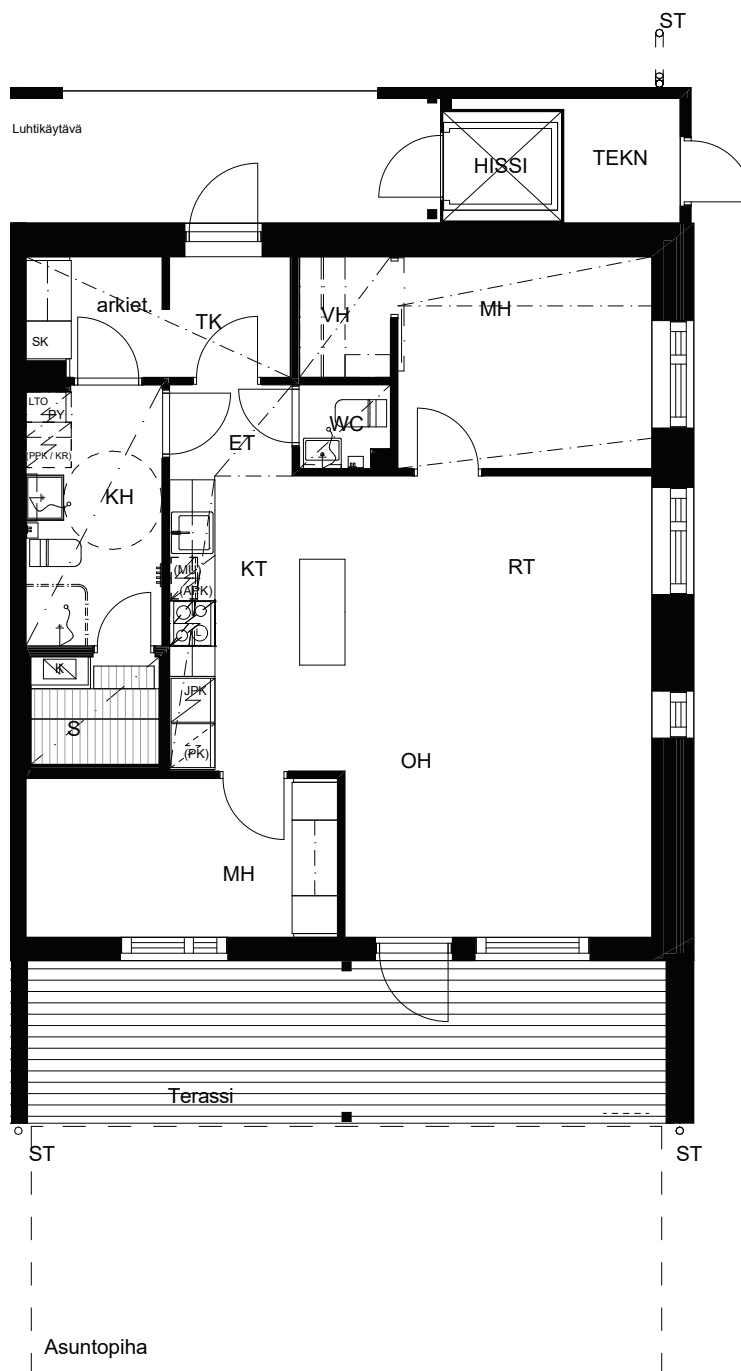 ST
Luhtikäytävä
HISSI
TEKN
arkiet.
TK
VH
MH
SK
LTO
PY
(PPK / KR)
ET
WC
KH
KT
RT
(MU)
(APK)
L
K
JPK
S
(PK)
OH
MH
Terassi
ST
ST
Asuntopiha